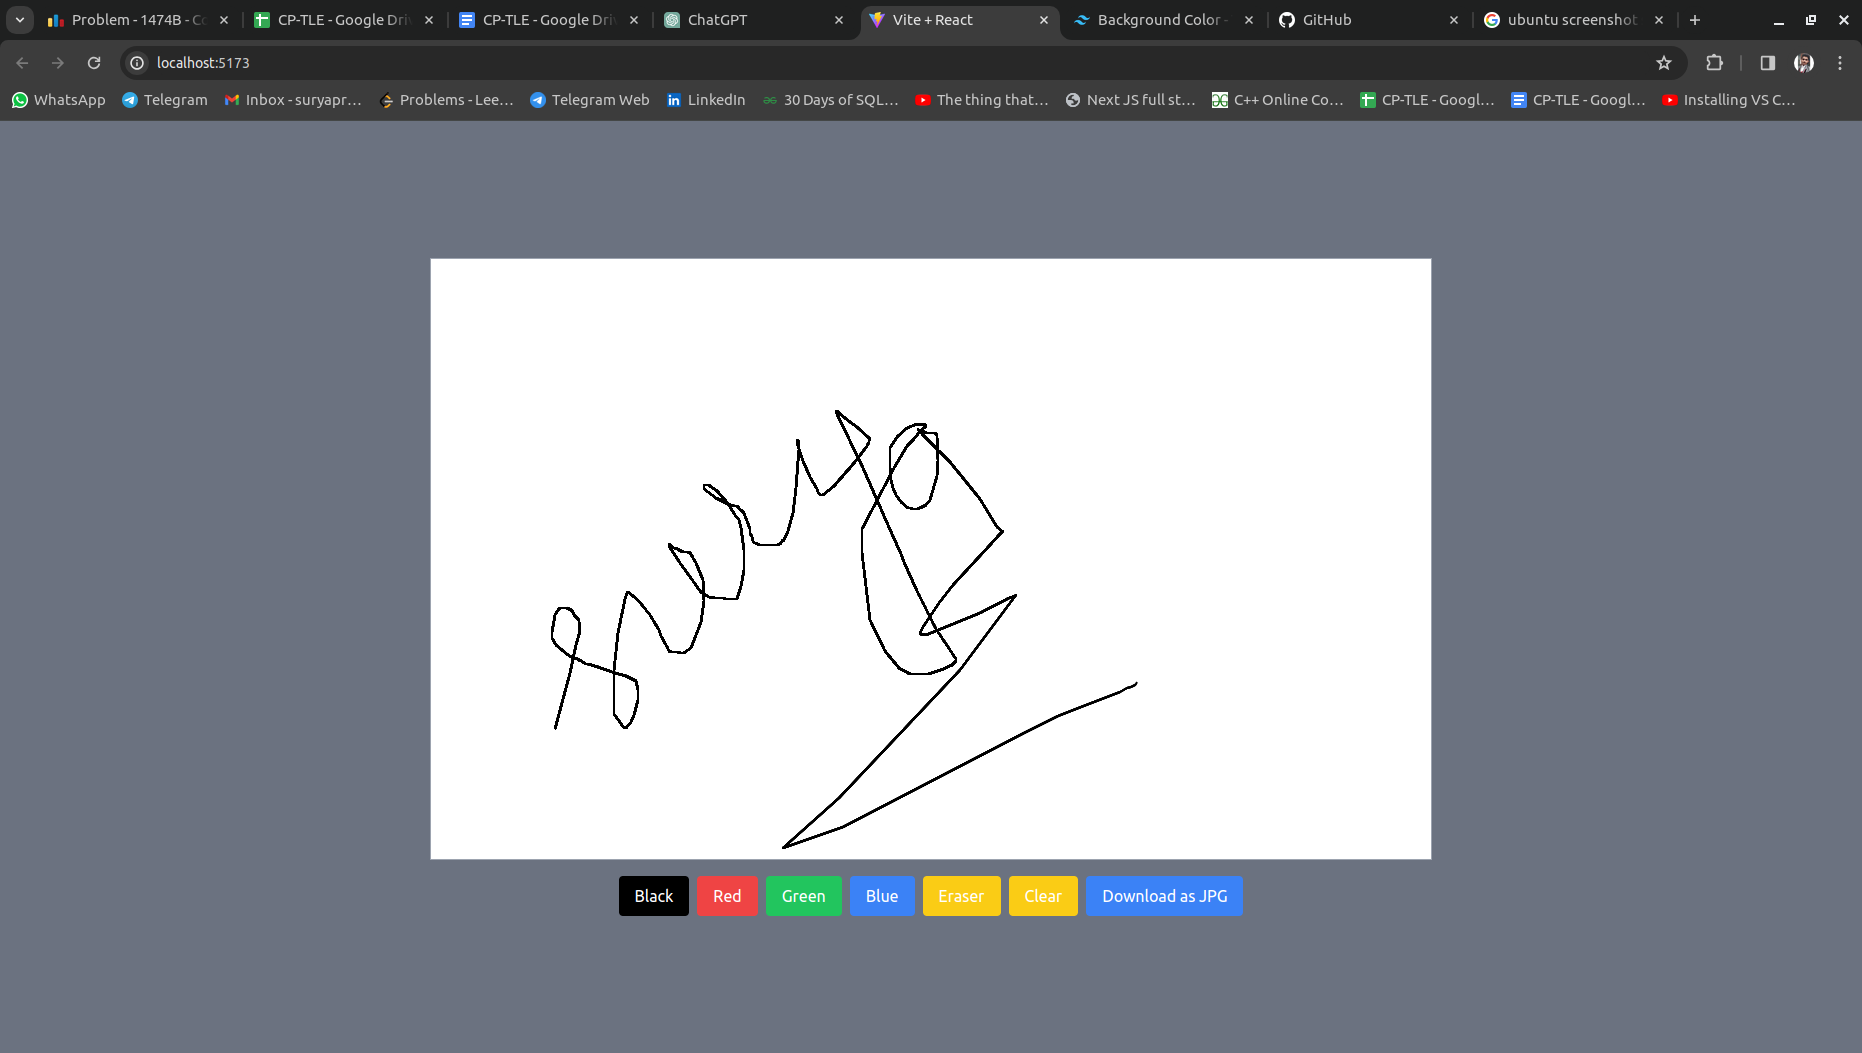 Problem - 1474B - Co
CP-TLE - Google Driv
CP-TLE - Google Driv
ChatGPT
Vite + React
Background Color -
GitHub
ubuntu screenshot
localhost:5173
WhatsApp
Telegram
Inbox - suryapr...
Problems - Lee...
Telegram Web
LinkedIn
30 Days of SQL...
The thing that...
Next JS full st...
C++ Online Co...
CP-TLE - Googl...
CP-TLE - Googl...
Installing VS C...
Black
Red
Green
Blue
Eraser
Clear
Download as JPG